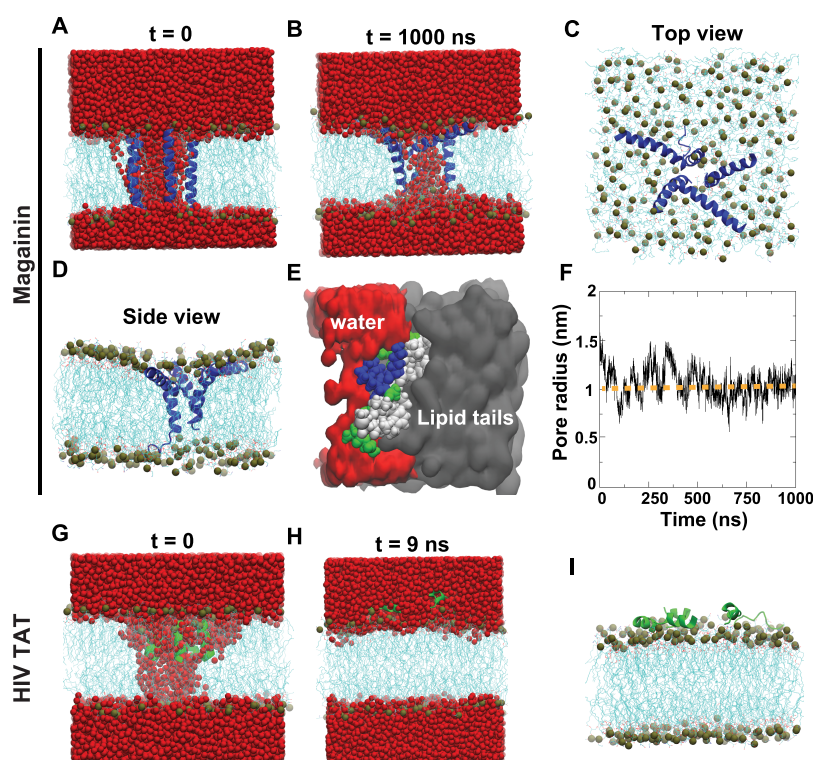 A
t = 0
B
t = 1000 ns
C
Top view
Magainin
D
Side view
E
water
Lipid tails
F
2
1.5
1
0.5
0
Pore radius (nm)
0
250
500
750
1000
Time (ns)
G
t = 0
H
t = 9 ns
I
HIV TAT